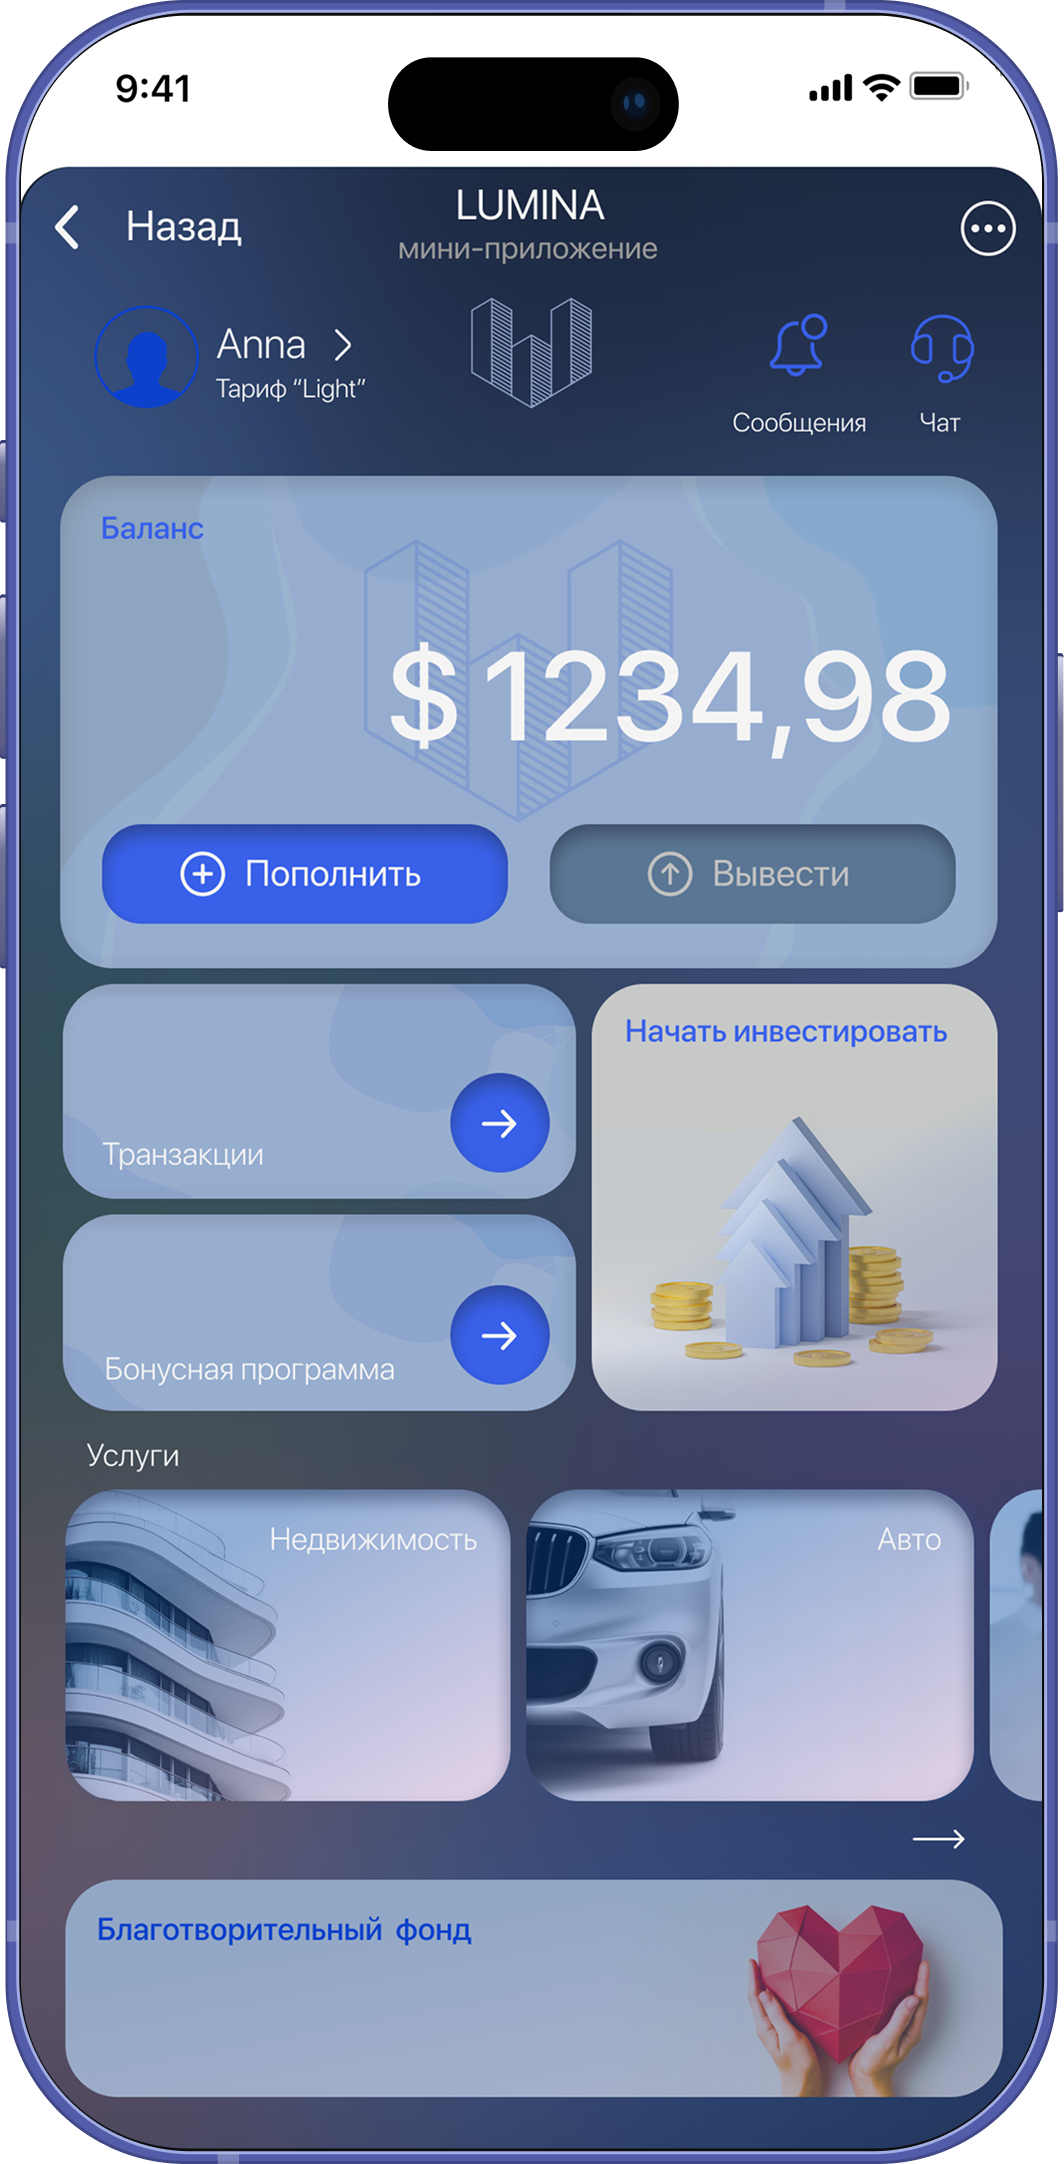 9:41
Назад
LUMINA
мини-приложение
Anna
Тариф “Light”
Сообщения
Чат
Баланс
$ 1234,98
Пополнить
Вывести
Транзакции
Начать инвестировать
Бонусная программа
Услуги
Недвижимость
Авто
Благотворительный фонд